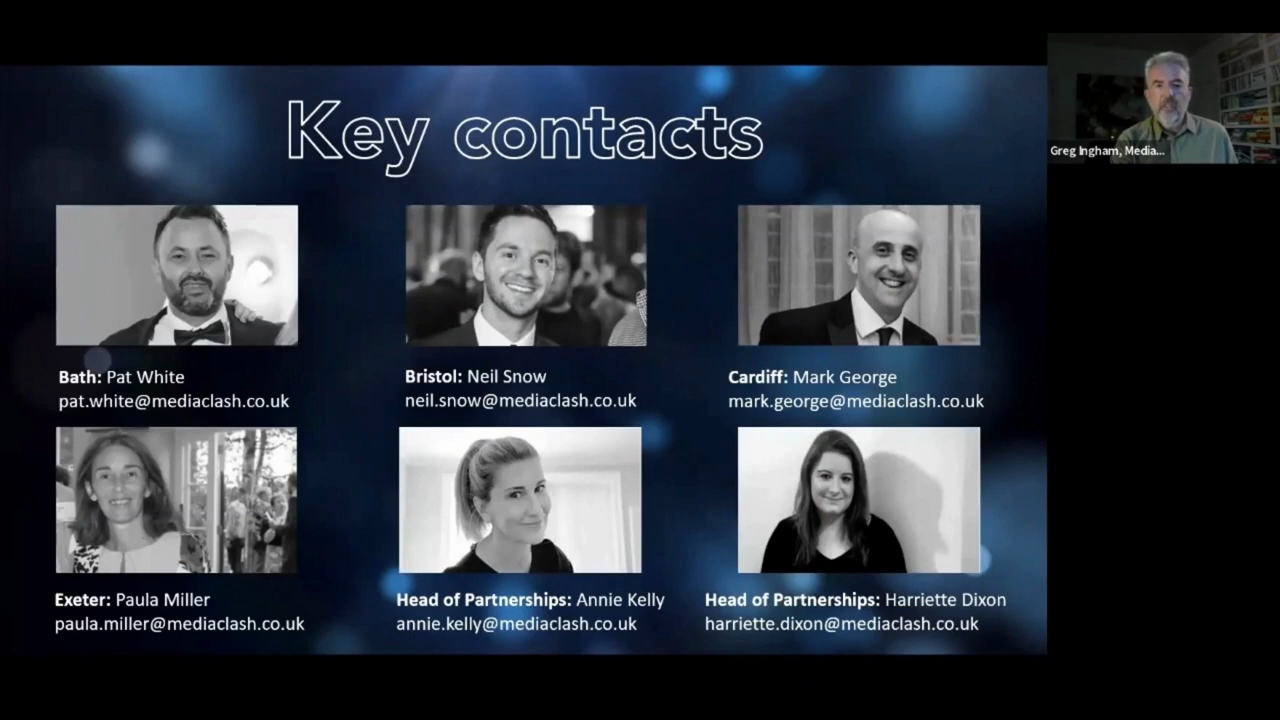 Key contacts
Greg Ingham, Media...
Bath: Pat White
pat.white@mediaclash.co.uk
Bristol: Neil Snow
neil.snow@mediaclash.co.uk
Cardiff: Mark George
mark.george@mediaclash.co.uk
Exeter: Paula Miller
paula.miller@mediaclash.co.uk
Head of Partnerships: Annie Kelly
annie.kelly@mediaclash.co.uk
Head of Partnerships: Harriette Dixon
harriette.dixon@mediaclash.co.uk